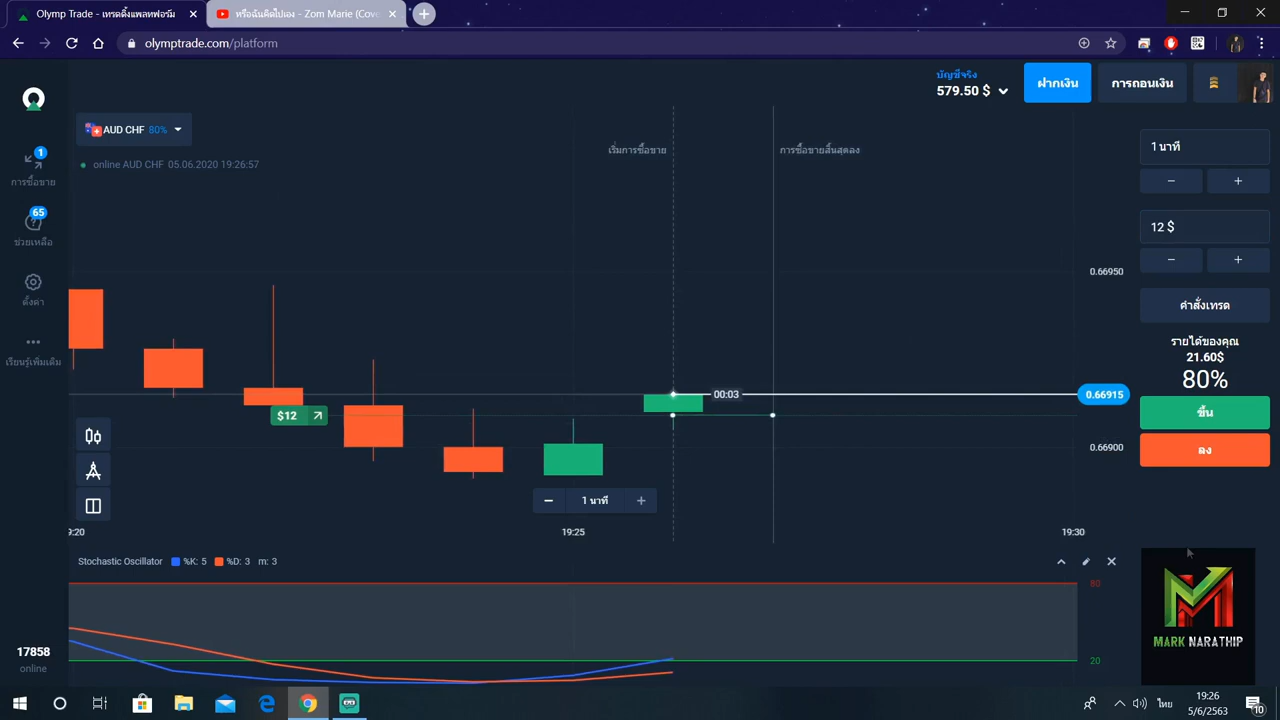 Olymp Trade - เทรดดิ้งแพลทฟอร์ม
หรือฉันคิดไปเอง - Zom Marie (Cov
olymptrade.com/platform
บัญชีจริง
579.50 $
ฝากเงิน
การถอนเงิน
AUD CHF 80%
online AUD CHF 05.06.2020 19:26:57
เริ่มการซื้อขาย
การซื้อขายสิ้นสุดลง
1
การซื้อขาย
65
ช่วยเหลือ
ตั้งค่า
เรียนรู้เพิ่มเติม
17858
online
1 นาที
12 $
คำสั่งเทรด
รายได้ของคุณ
21.60$
80%
ขึ้น
ลง
0.66950
00:03
0.66915
$12
0.66900
1 นาที
9:20
19:25
19:30
Stochastic Oscillator %K: 5 %D: 3 m: 3
80
20
MARK NARATHIP
ไทย
19:26
5/6/2563
10